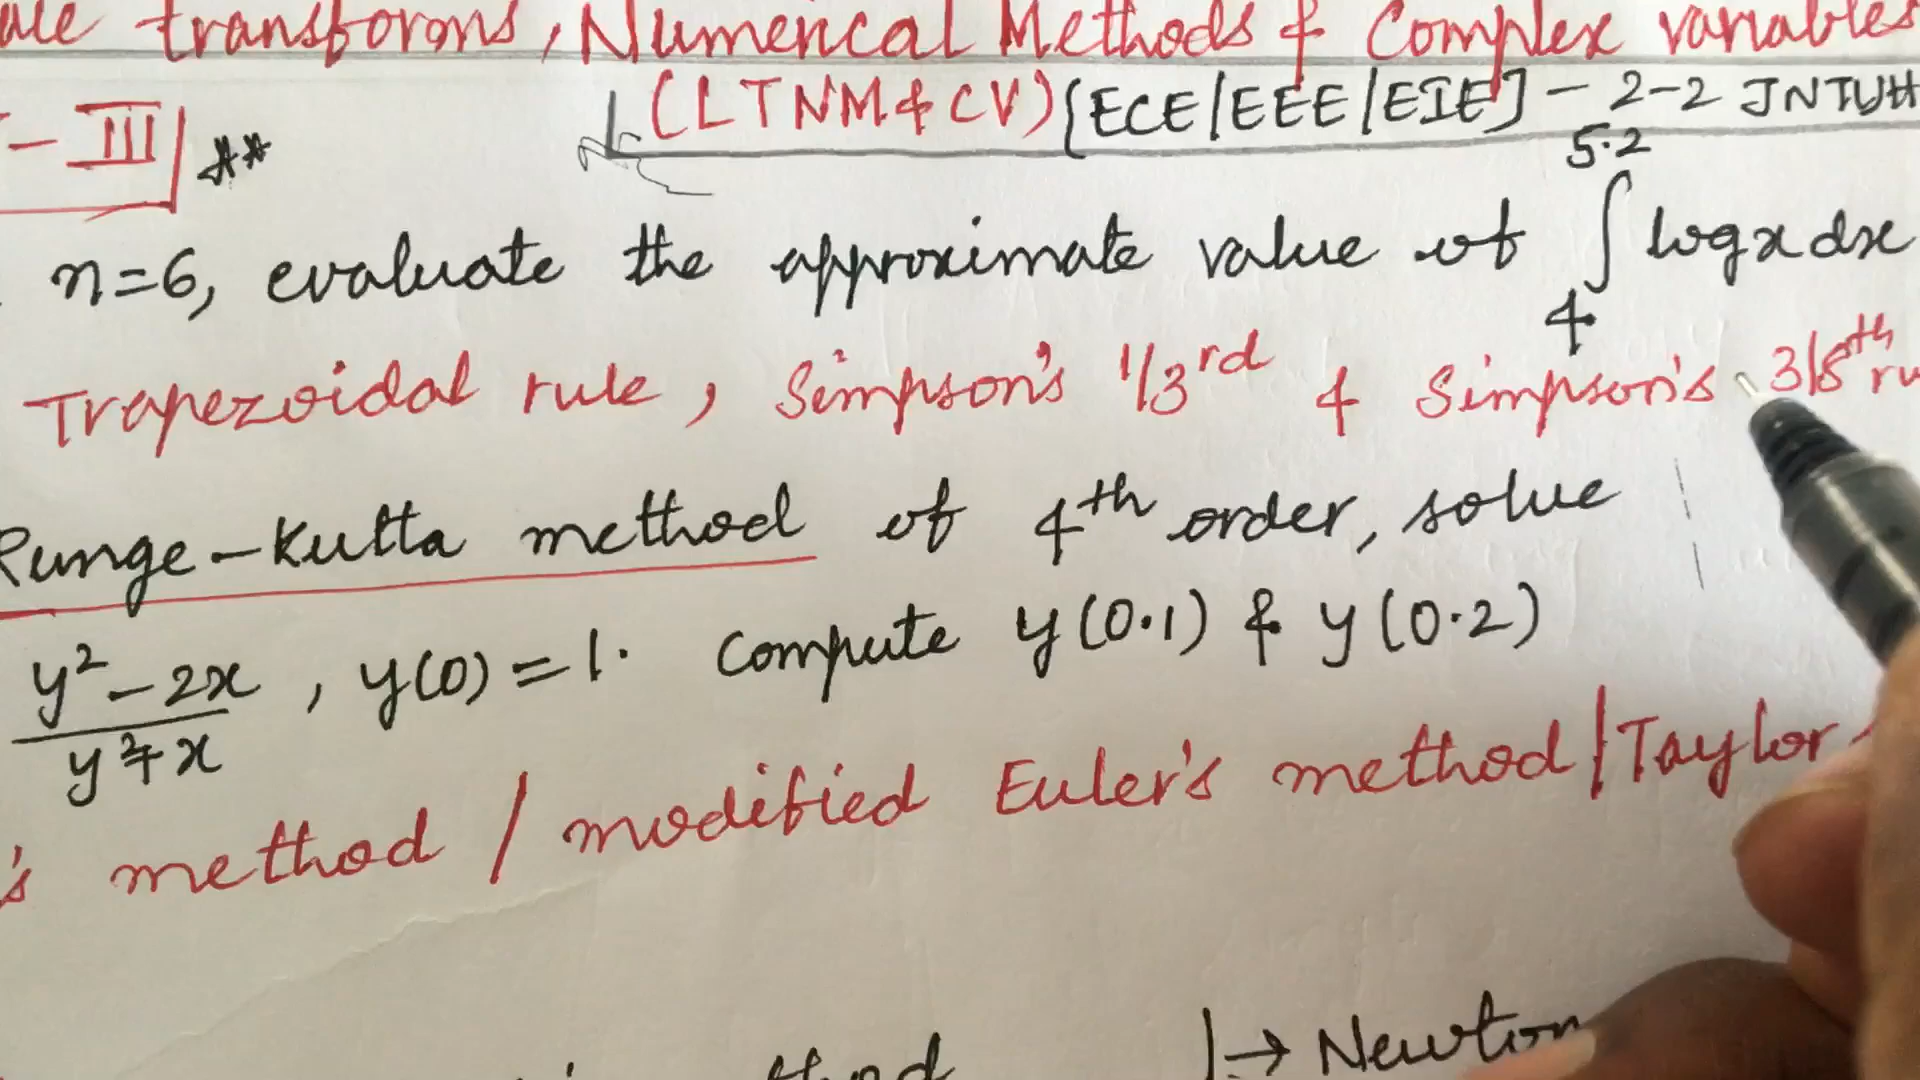 transforms, Numerical Methods & Complex variables
(LTNM & CV) [ECE/EEE/EIE] - 2-2 JNTUH
- III **
n=6, evaluate the approximate value of ∫₄^5.2 log x dx
Trapezoidal rule, Simpson's 1/3rd & Simpson's 3/8th
Runge-Kutta method of 4th order, solve
(y² - 2x)/(y² + x), y(0) = 1. Compute y(0.1) & y(0.2)
's method / modified Euler's method / Taylor
→ Newton